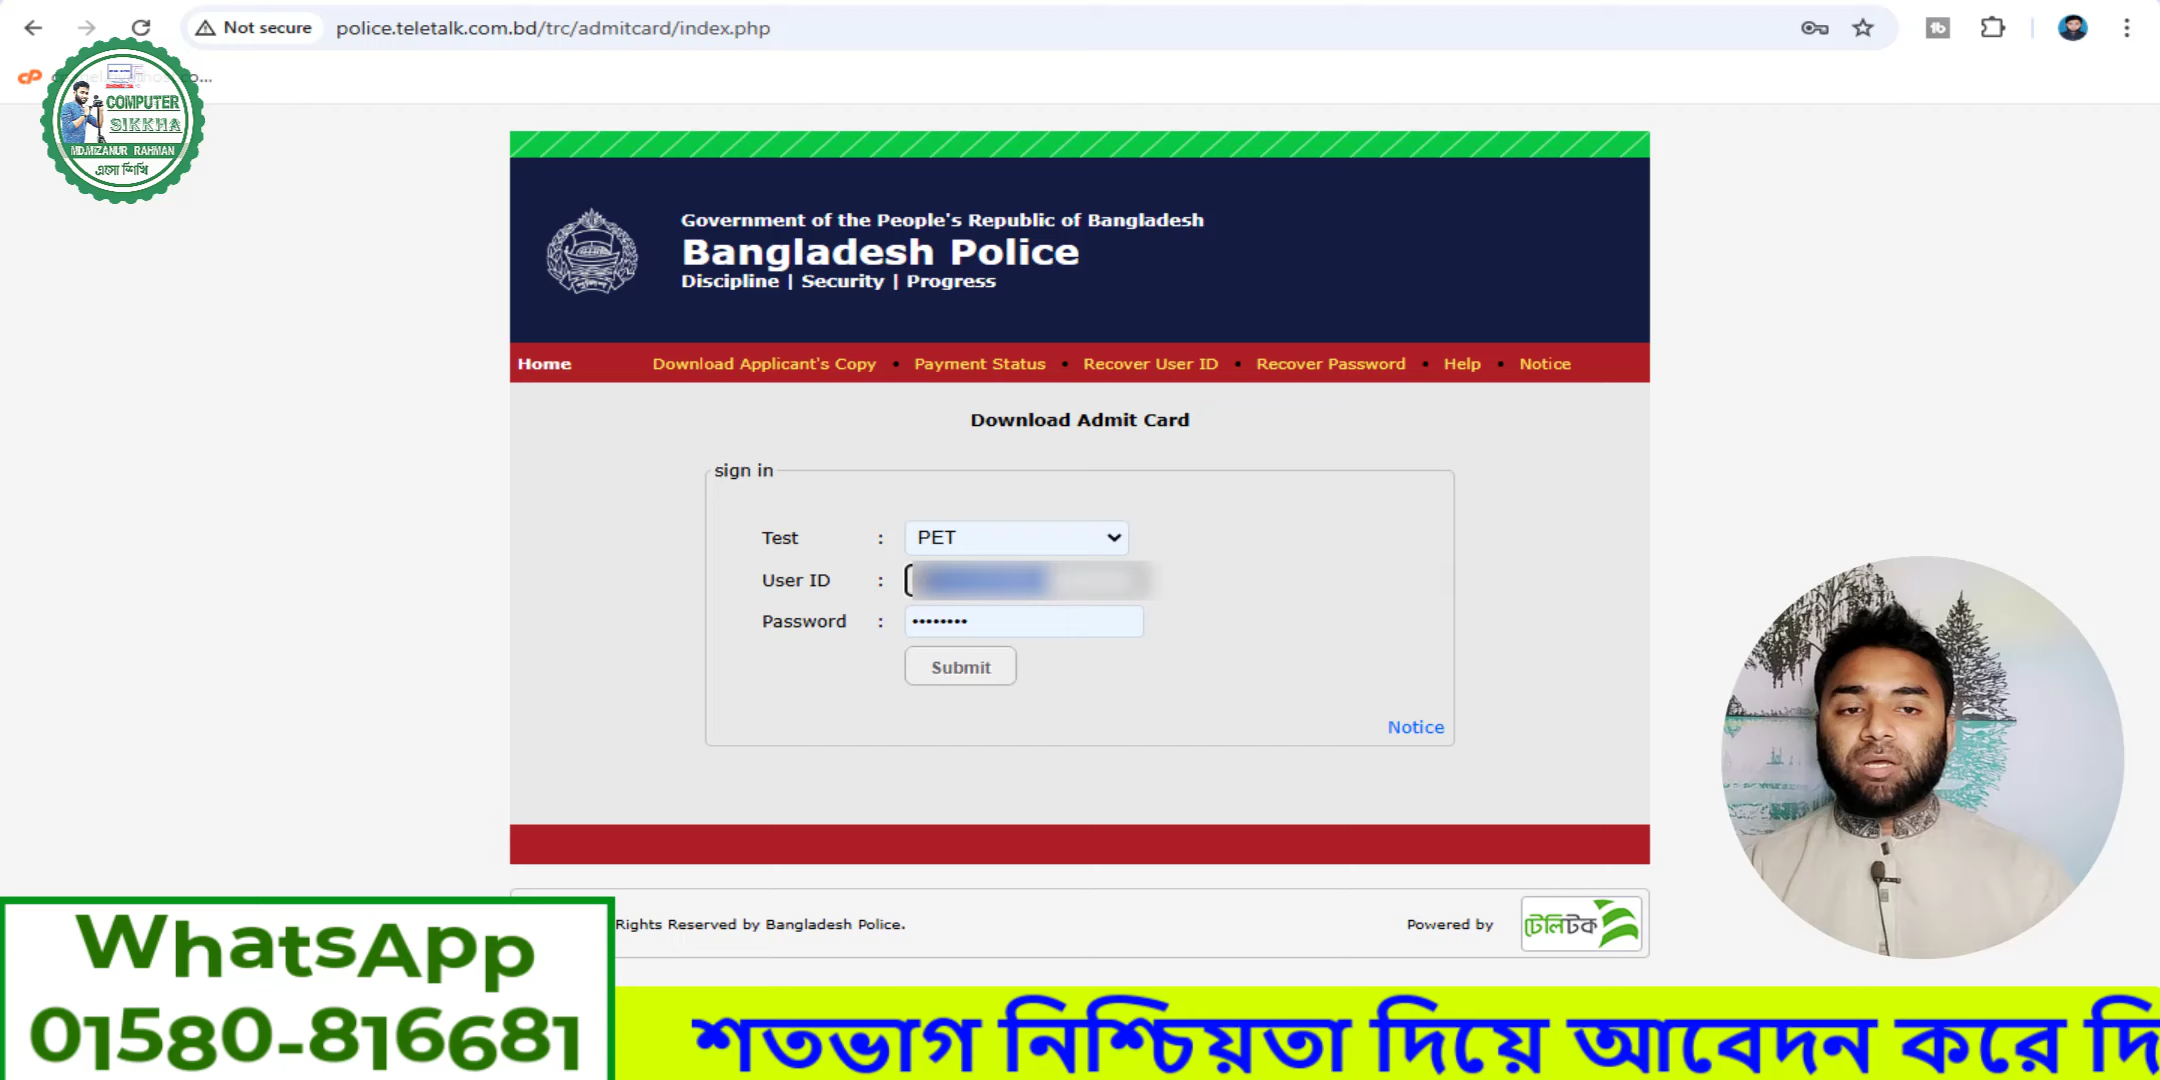 Not secure
police.teletalk.com.bd/trc/admitcard/index.php
COMPUTER
SIKKHA
MD.MIZANUR RAHMAN
এসো শিখি
Government of the People's Republic of Bangladesh
Bangladesh Police
Discipline | Security | Progress
Home Download Applicant's Copy • Payment Status • Recover User ID • Recover Password • Help • Notice
Download Admit Card
sign in
Test : PET
User ID :
Password : ••••••••
Submit
Notice
Rights Reserved by Bangladesh Police.
Powered by
টেলিটক
WhatsApp
01580-816681
শতভাগ নিশ্চিয়তা দিয়ে আবেদন করে দি